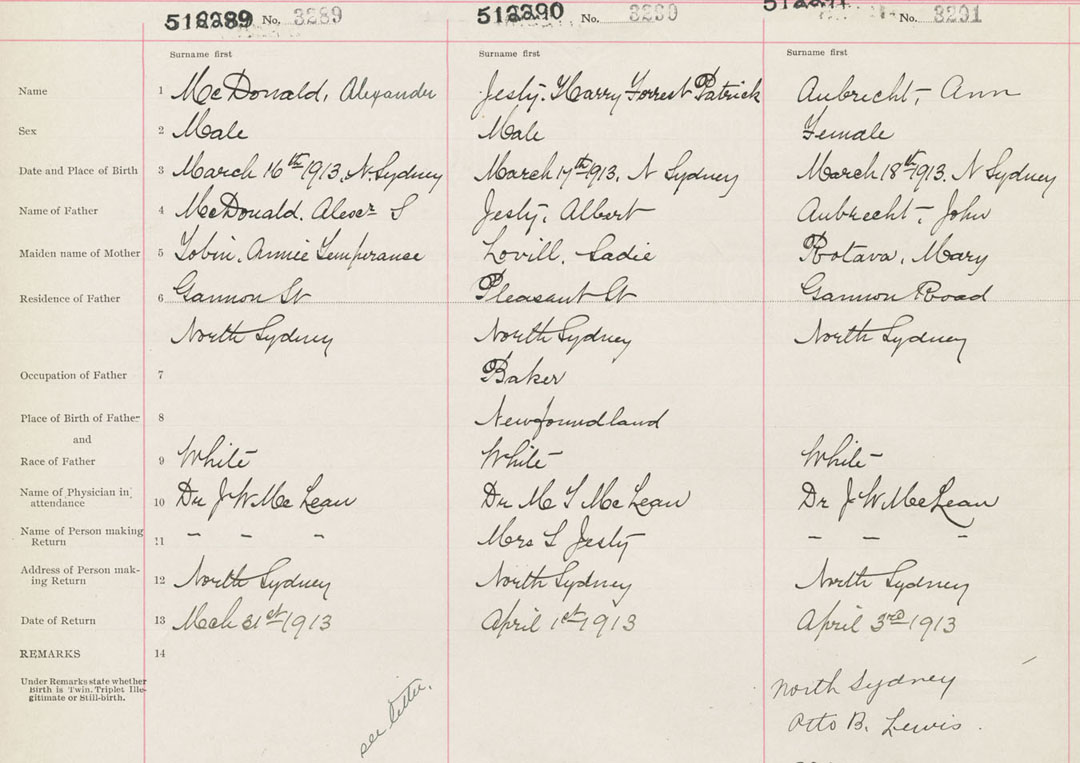 512289 No. 3289 512290 No. 3290 No. 3291
Surname first Surname first Surname first
Name 1 McDonald, Alexander Jesty, Harry Forrest Patrick Aubrecht, Ann
Sex 2 Male Male Female
Date and Place of Birth 3 March 16th 1913, N. Sydney March 17th 1913, N Sydney March 18th 1913. N Sydney
Name of Father 4 McDonald, Alexr S Jesty, Albert Aubrecht, John
Maiden name of Mother 5 Tobin, Annie Temperance Lovill, Sadie Rotava, Mary
Residence of Father 6 Gannon St Pleasant St Gannon Road
North Sydney North Sydney North Sydney
Occupation of Father 7 Baker
Place of Birth of Father 8 Newfoundland
and
Race of Father 9 White White White
Name of Physician in
attendance 10 Dr J W McLean Dr M T McLean Dr J W McLean
Name of Person making
Return 11 - - - Mrs S Jesty - - -
Address of Person mak-
ing Return 12 North Sydney North Sydney North Sydney
Date of Return 13 Mch 31st 1913 April 1st 1913 April 3rd 1913
REMARKS 14
Under Remarks state whether
Birth is Twin, Triplet Ille-
gitimate or Still-birth.
see letter.
North Sydney
Otto B. Lewis.